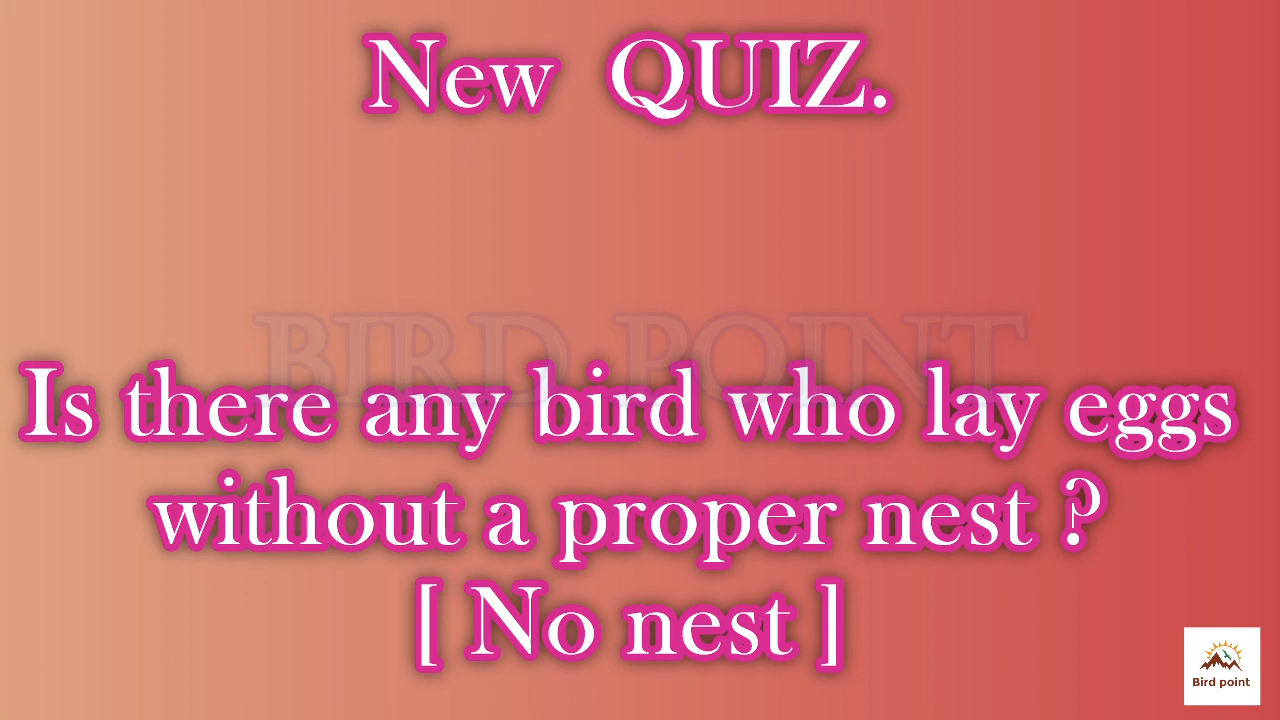 New QUIZ.
BIRD POINT
Is there any bird who lay eggs
without a proper nest ?
[ No nest ]
Bird point